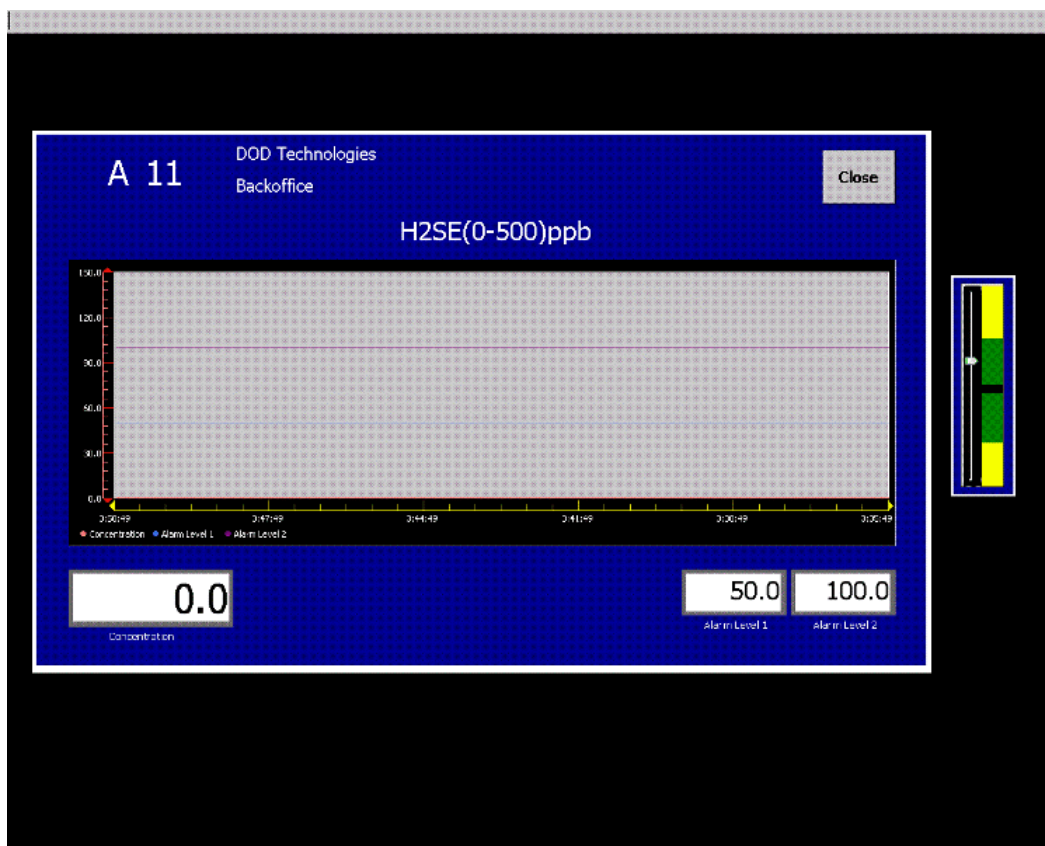 A 11
DOD Technologies
Backoffice
Close
H2SE(0-500)ppb
150.0
120.0
90.0
60.0
30.0
0.0
Concentration Alarm Level 1 Alarm Level 2
0.0
50.0
100.0
Concentration
Alarm Level 1
Alarm Level 2